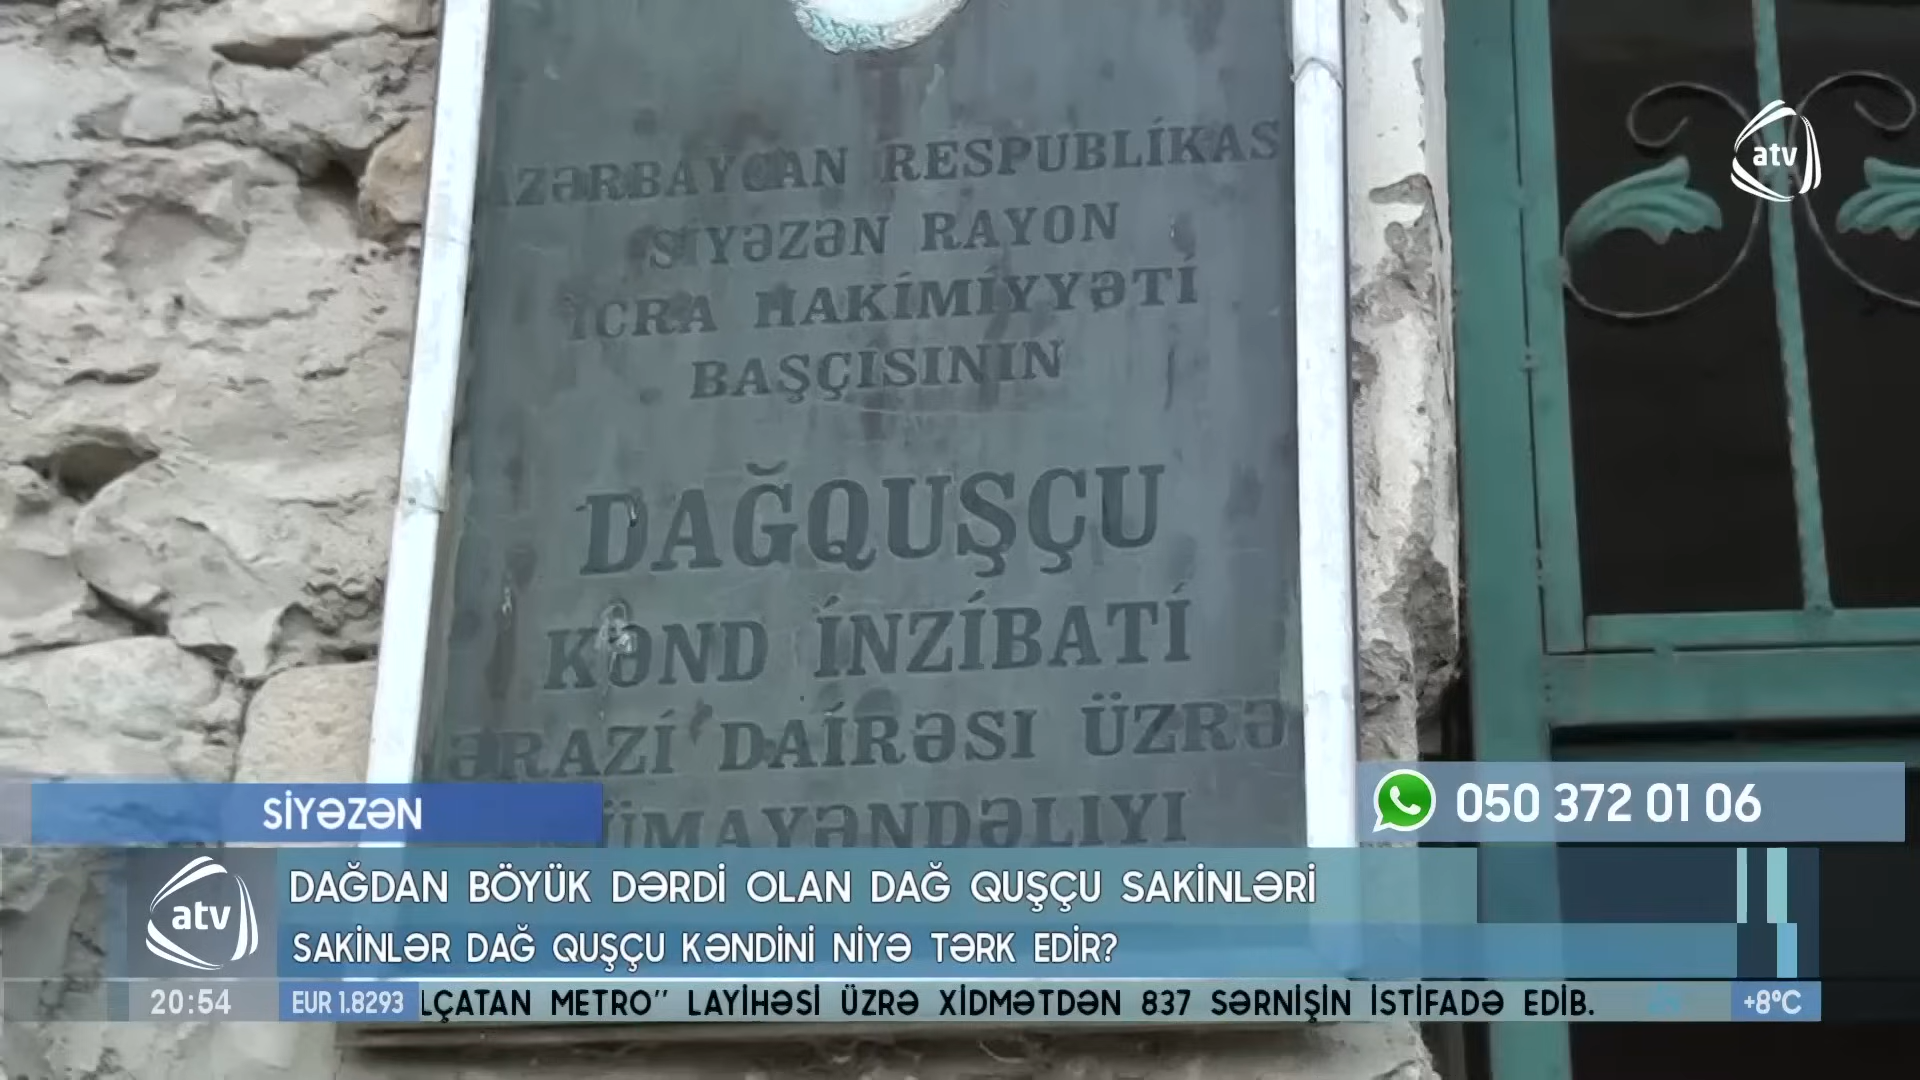 AZƏRBAYCAN RESPUBLİKAS
SİYƏZƏN RAYON
İCRA HAKİMİYYƏTİ
BAŞÇISININ
DAĞQUŞÇU
KƏND İNZİBATİ
ƏRAZİ DAİRƏSI ÜZRƏ
ÜMAYƏNDƏLIYI
atv
SİYƏZƏN
050 372 01 06
atv
DAĞDAN BÖYÜK DƏRDİ OLAN DAĞ QUŞÇU SAKİNLƏRİ
SAKİNLƏR DAĞ QUŞÇU KƏNDİNİ NİYƏ TƏRK EDİR?
20:54 EUR 1.8293 LÇATAN METRO" LAYİHƏSİ ÜZRƏ XİDMƏTDƏN 837 SƏRNİŞİN İSTİFADƏ EDİB. +8°C